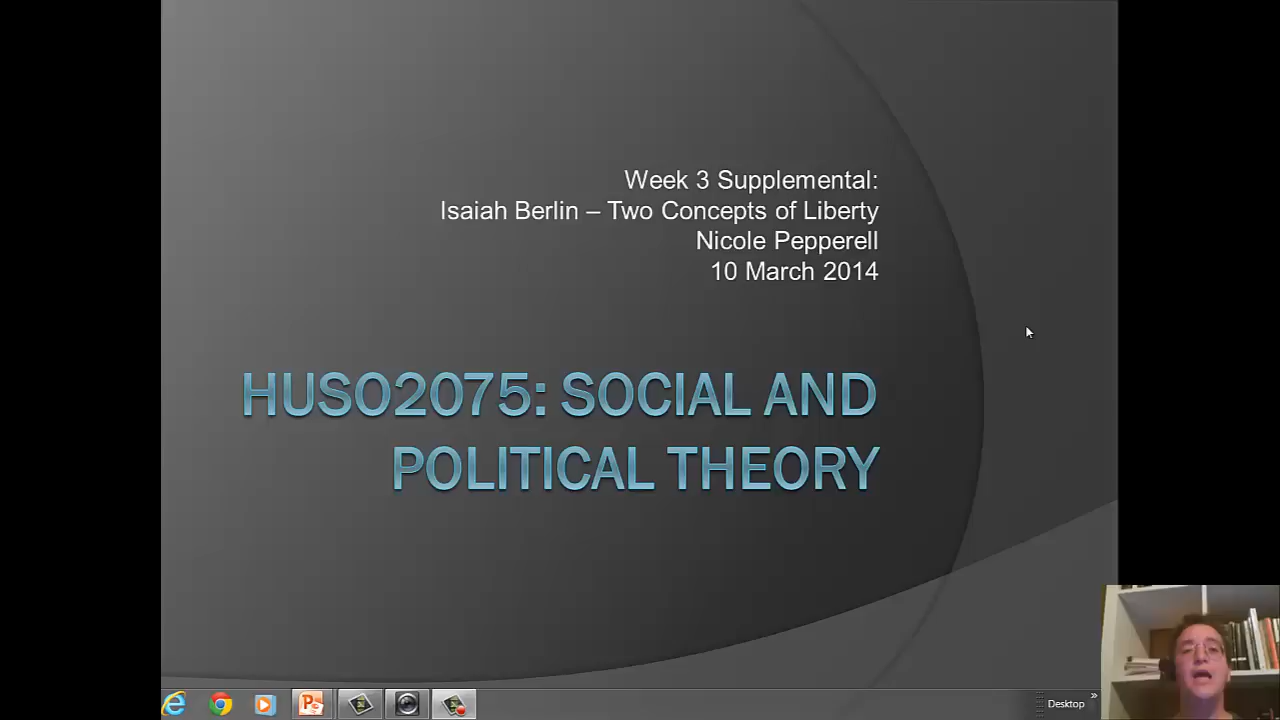 Week 3 Supplemental:
Isaiah Berlin – Two Concepts of Liberty
Nicole Pepperell
10 March 2014
HUSO2075: SOCIAL AND
POLITICAL THEORY
Desktop